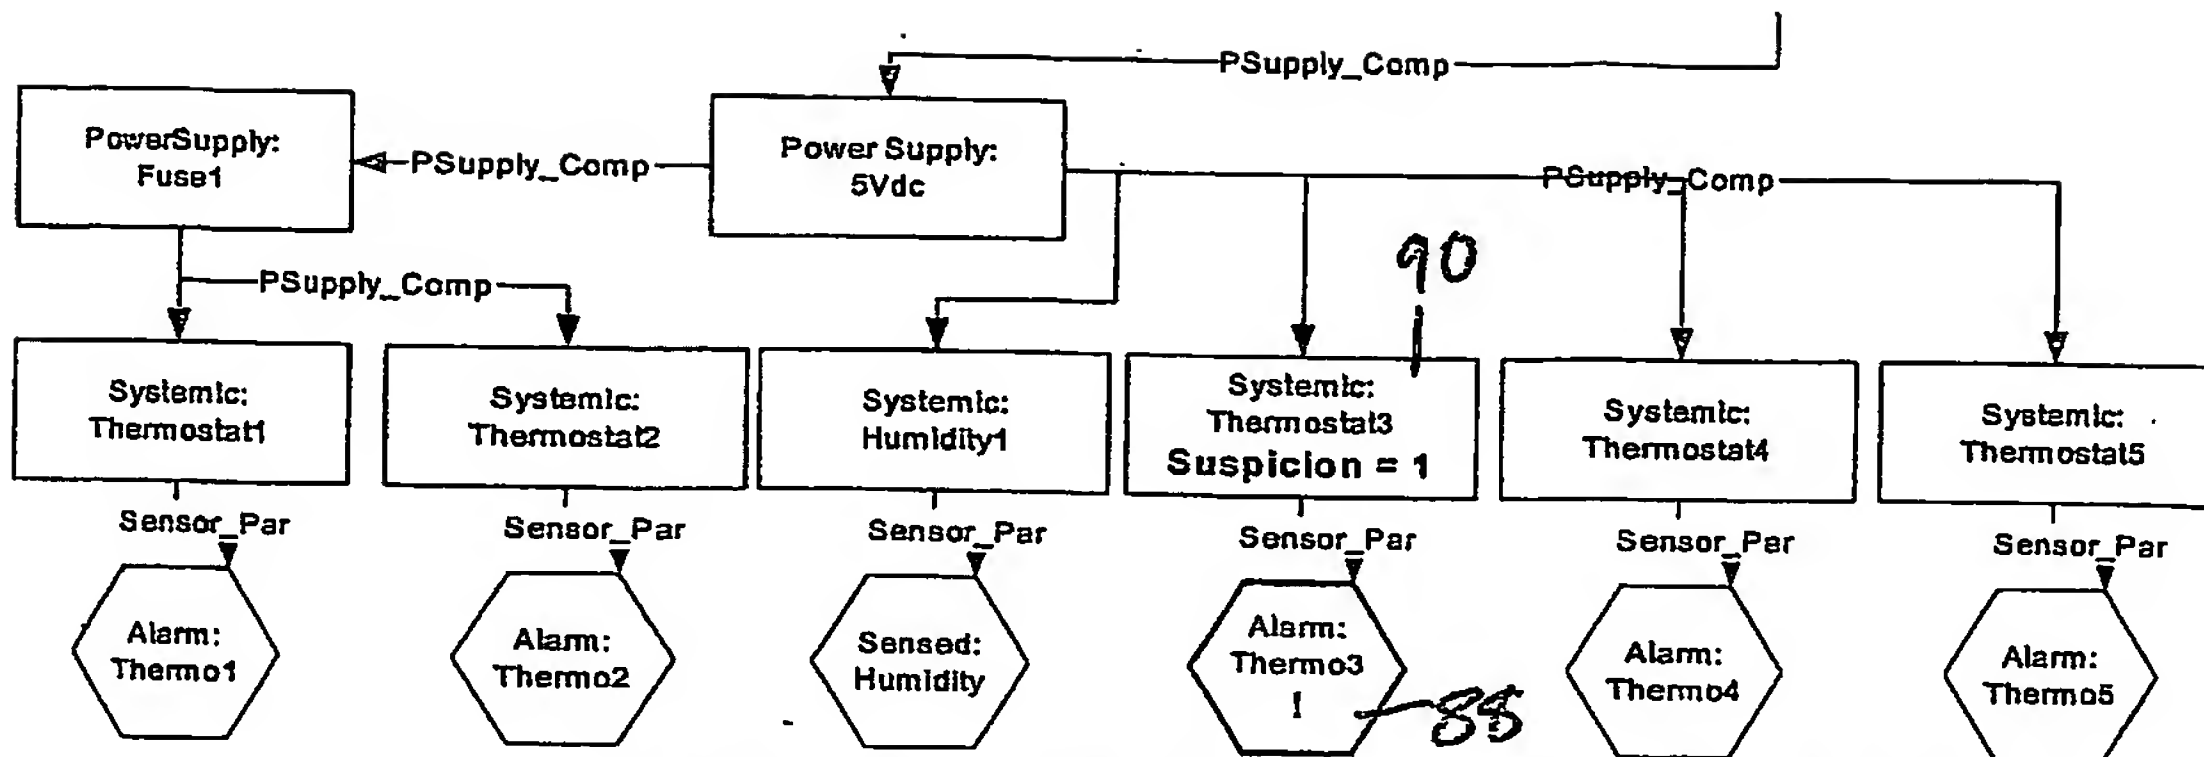 PSupply_Comp
PowerSupply:
Fuse1
PSupply_Comp
Power Supply:
5Vdc
PSupply_Comp
90
PSupply_Comp
Systemic:
Thermostat1
Systemic:
Thermostat2
Systemic:
Humidity1
Systemic:
Thermostat3
Suspicion = 1
Systemic:
Thermostat4
Systemic:
Thermostat5
Sensor_Par
Sensor_Par
Sensor_Par
Sensor_Par
Sensor_Par
Sensor_Par
Alarm:
Thermo1
Alarm:
Thermo2
Sensed:
Humidity
Alarm:
Thermo3
!
88
Alarm:
Thermo4
Alarm:
Thermo5